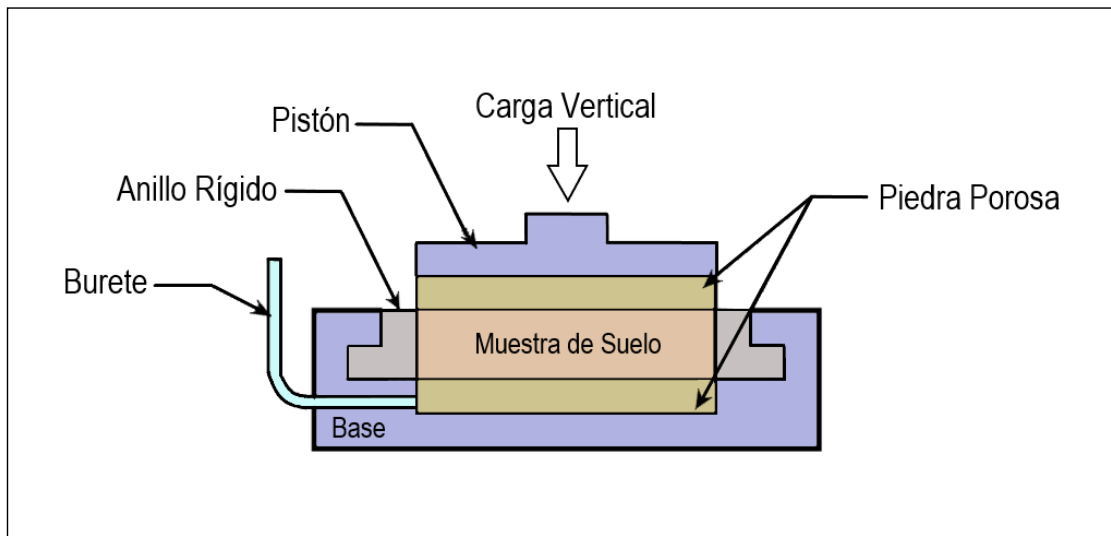 Carga Vertical
Pistón
Anillo Rígido
Piedra Porosa
Burete
Muestra de Suelo
Base